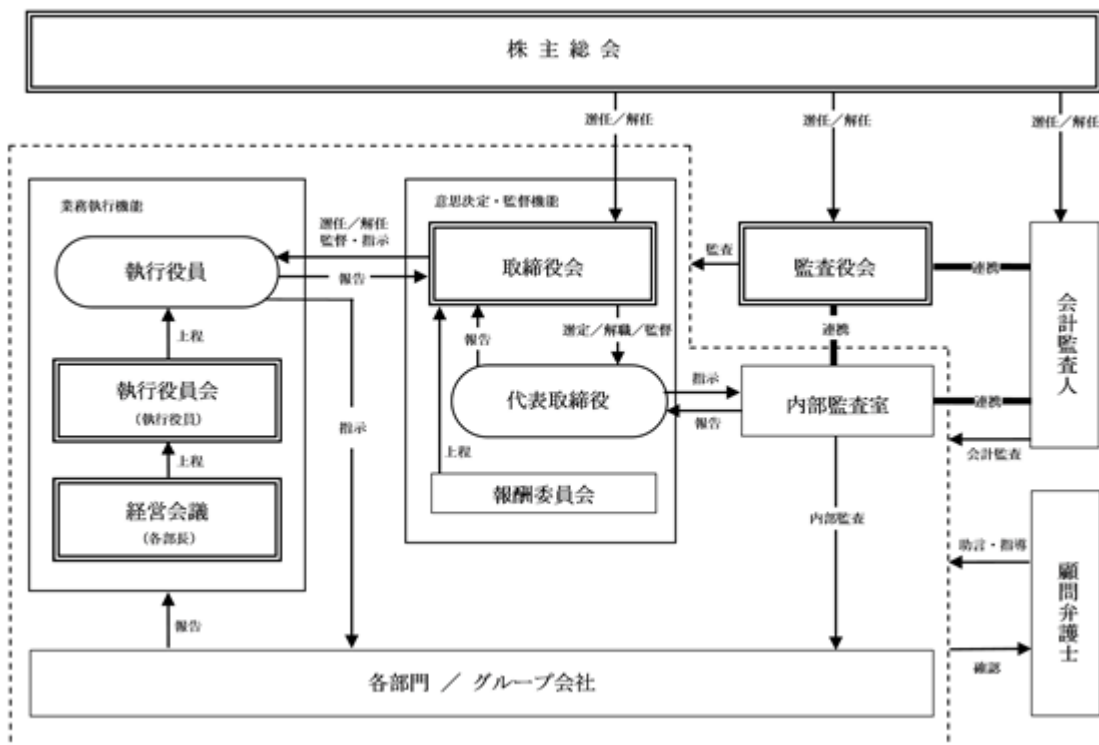 株主総会
選任／解任
選任／解任
選任／解任
業務執行機能
意思決定・監督機能
選任／解任
監督・指示
執行役員
報告
取締役会
監査
監査役会
連携
会計監査人
上程
報告
選定／解職／監督
連携
執行役員会
(執行役員)
指示
代表取締役
指示
報告
内部監査室
連携
会計監査
上程
上程
経営会議
(各部長)
報酬委員会
内部監査
助言・指導
顧問弁護士
報告
確認
各部門 ／ グループ会社